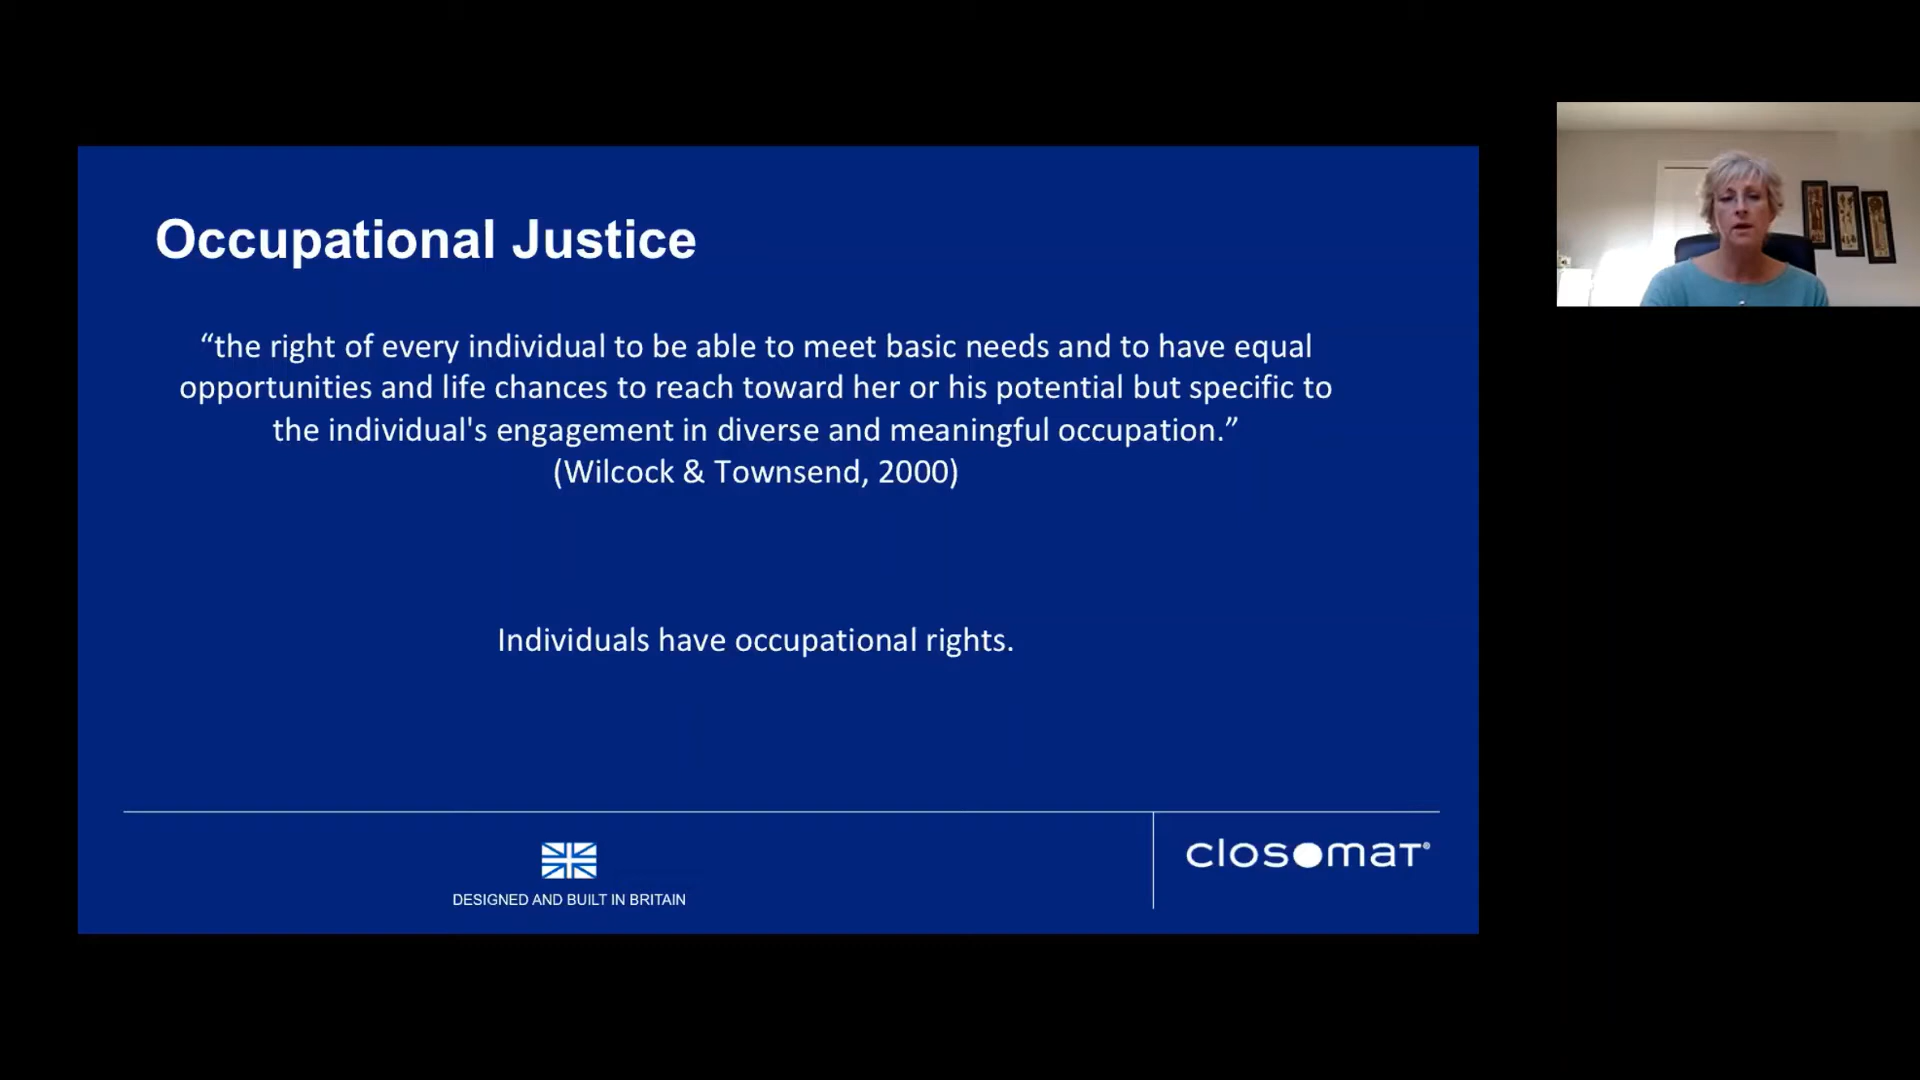 Occupational Justice
“the right of every individual to be able to meet basic needs and to have equal
opportunities and life chances to reach toward her or his potential but specific to
the individual's engagement in diverse and meaningful occupation.”
(Wilcock & Townsend, 2000)
Individuals have occupational rights.
DESIGNED AND BUILT IN BRITAIN
closomat®